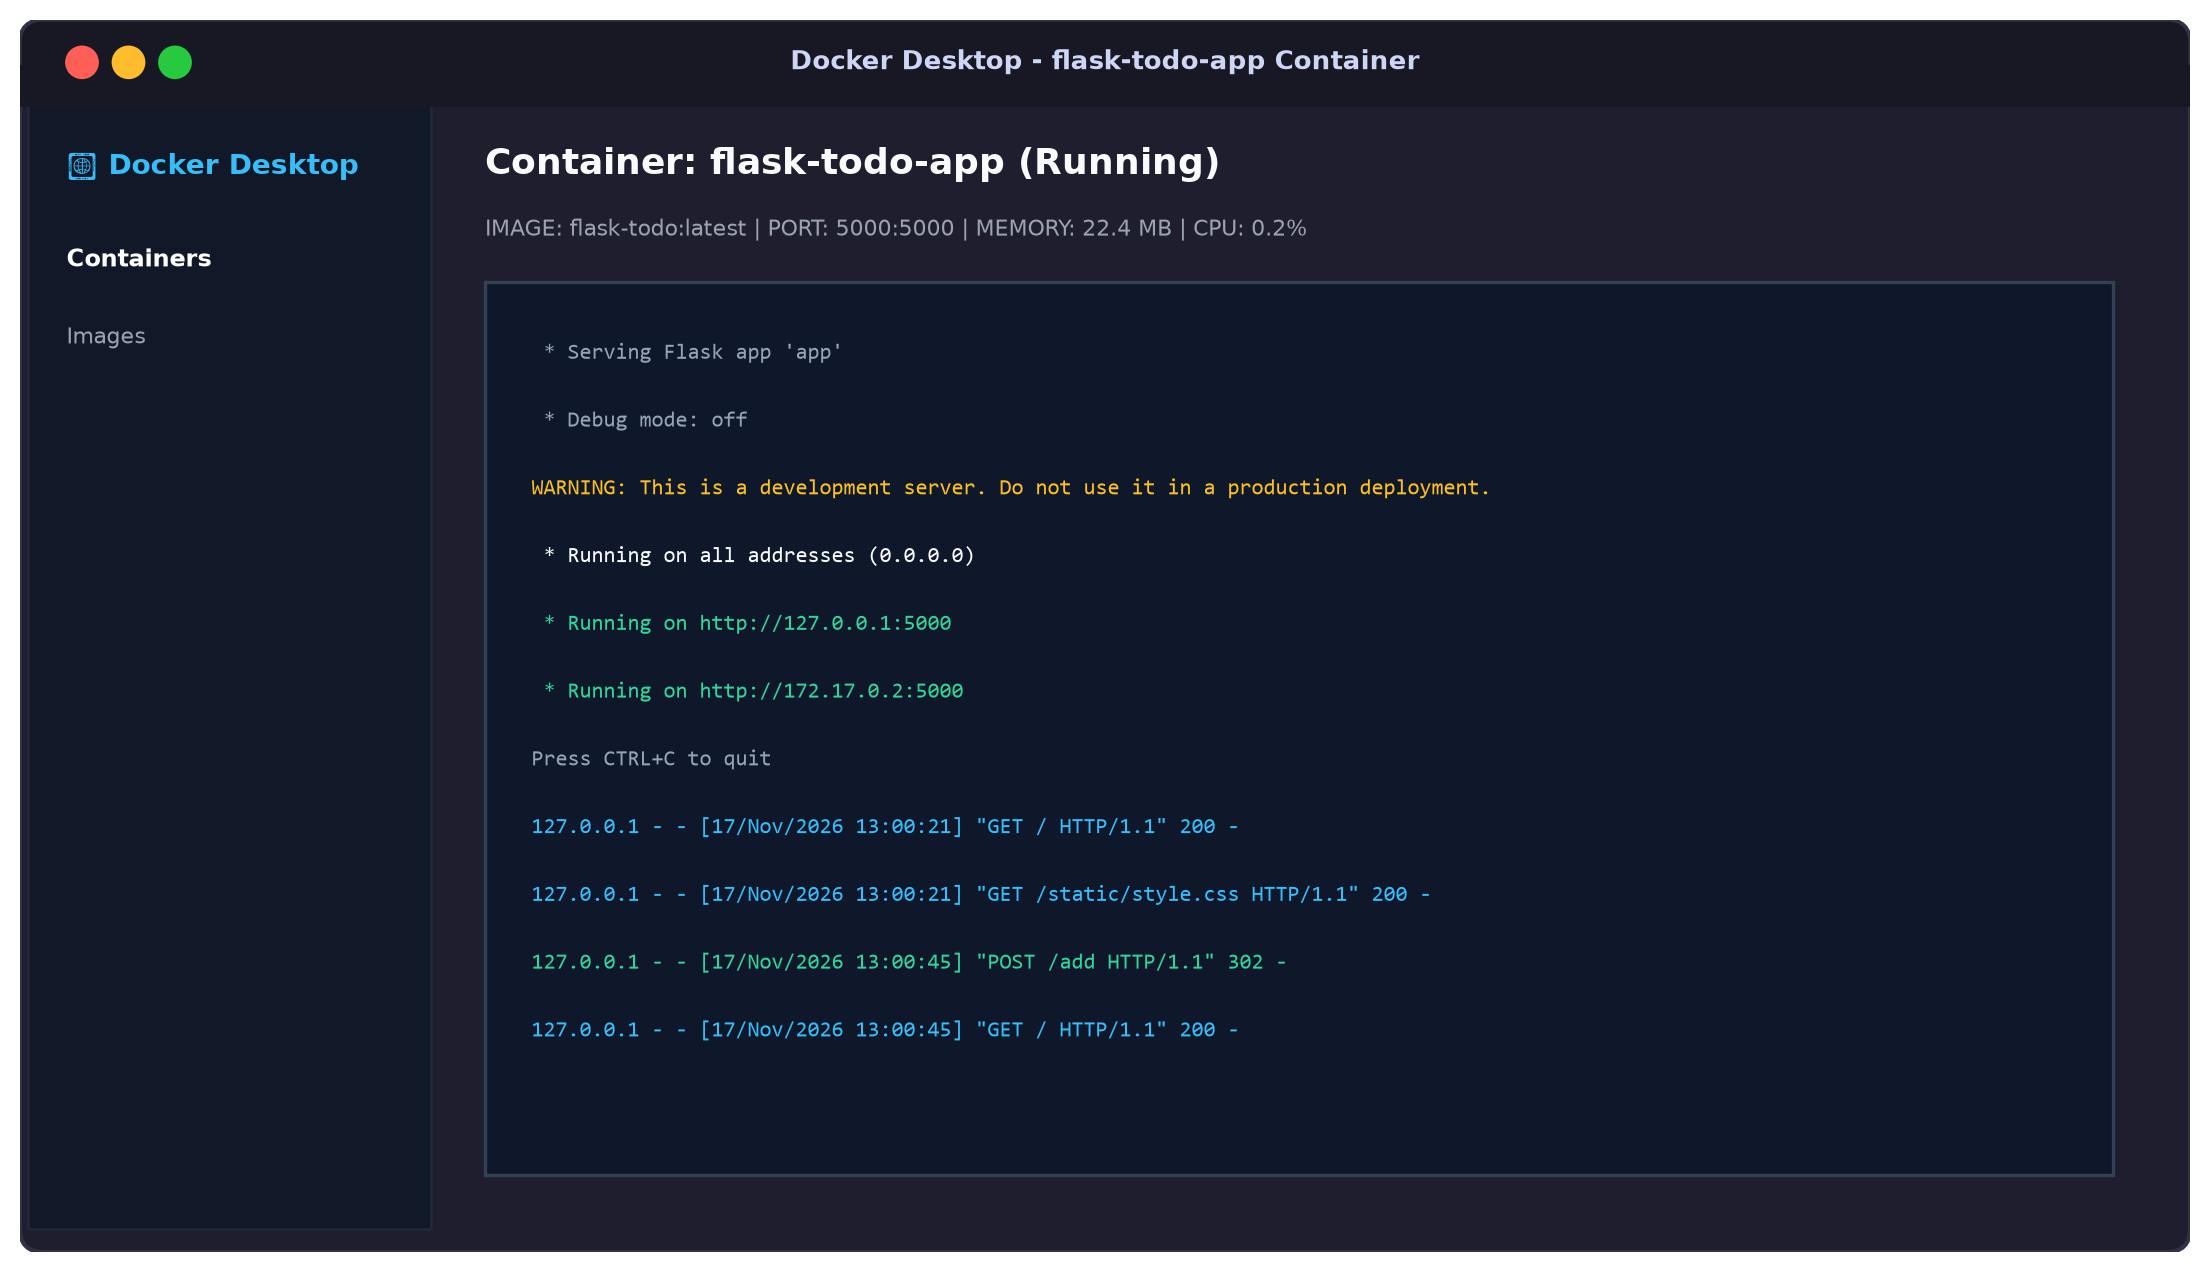 Docker Desktop - flask-todo-app Container
Docker Desktop
Containers
Images
Container: flask-todo-app (Running)
IMAGE: flask-todo:latest | PORT: 5000:5000 | MEMORY: 22.4 MB | CPU: 0.2%
* Serving Flask app 'app'
* Debug mode: off
WARNING: This is a development server. Do not use it in a production deployment.
* Running on all addresses (0.0.0.0)
* Running on http://127.0.0.1:5000
* Running on http://172.17.0.2:5000
Press CTRL+C to quit
127.0.0.1 - - [17/Nov/2026 13:00:21] "GET / HTTP/1.1" 200 -
127.0.0.1 - - [17/Nov/2026 13:00:21] "GET /static/style.css HTTP/1.1" 200 -
127.0.0.1 - - [17/Nov/2026 13:00:45] "POST /add HTTP/1.1" 302 -
127.0.0.1 - - [17/Nov/2026 13:00:45] "GET / HTTP/1.1" 200 -